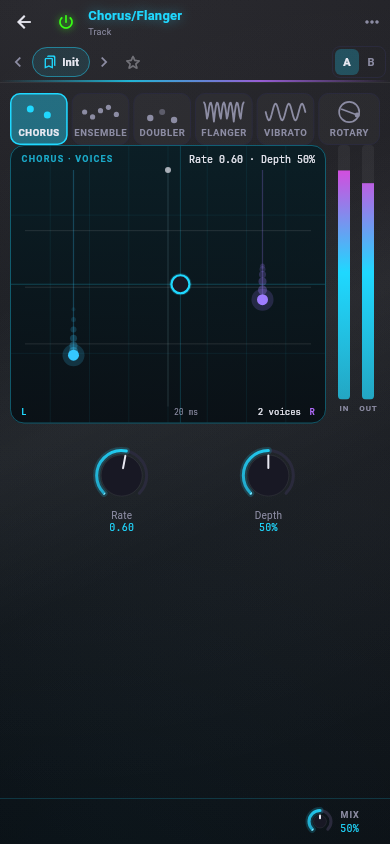 Chorus/Flanger
Track
Init
A
B
CHORUS
ENSEMBLE
DOUBLER
FLANGER
VIBRATO
ROTARY
CHORUS · VOICES
Rate 0.60 · Depth 50%
L
20 ms
2 voices
R
IN
OUT
Rate
0.60
Depth
50%
MIX
50%